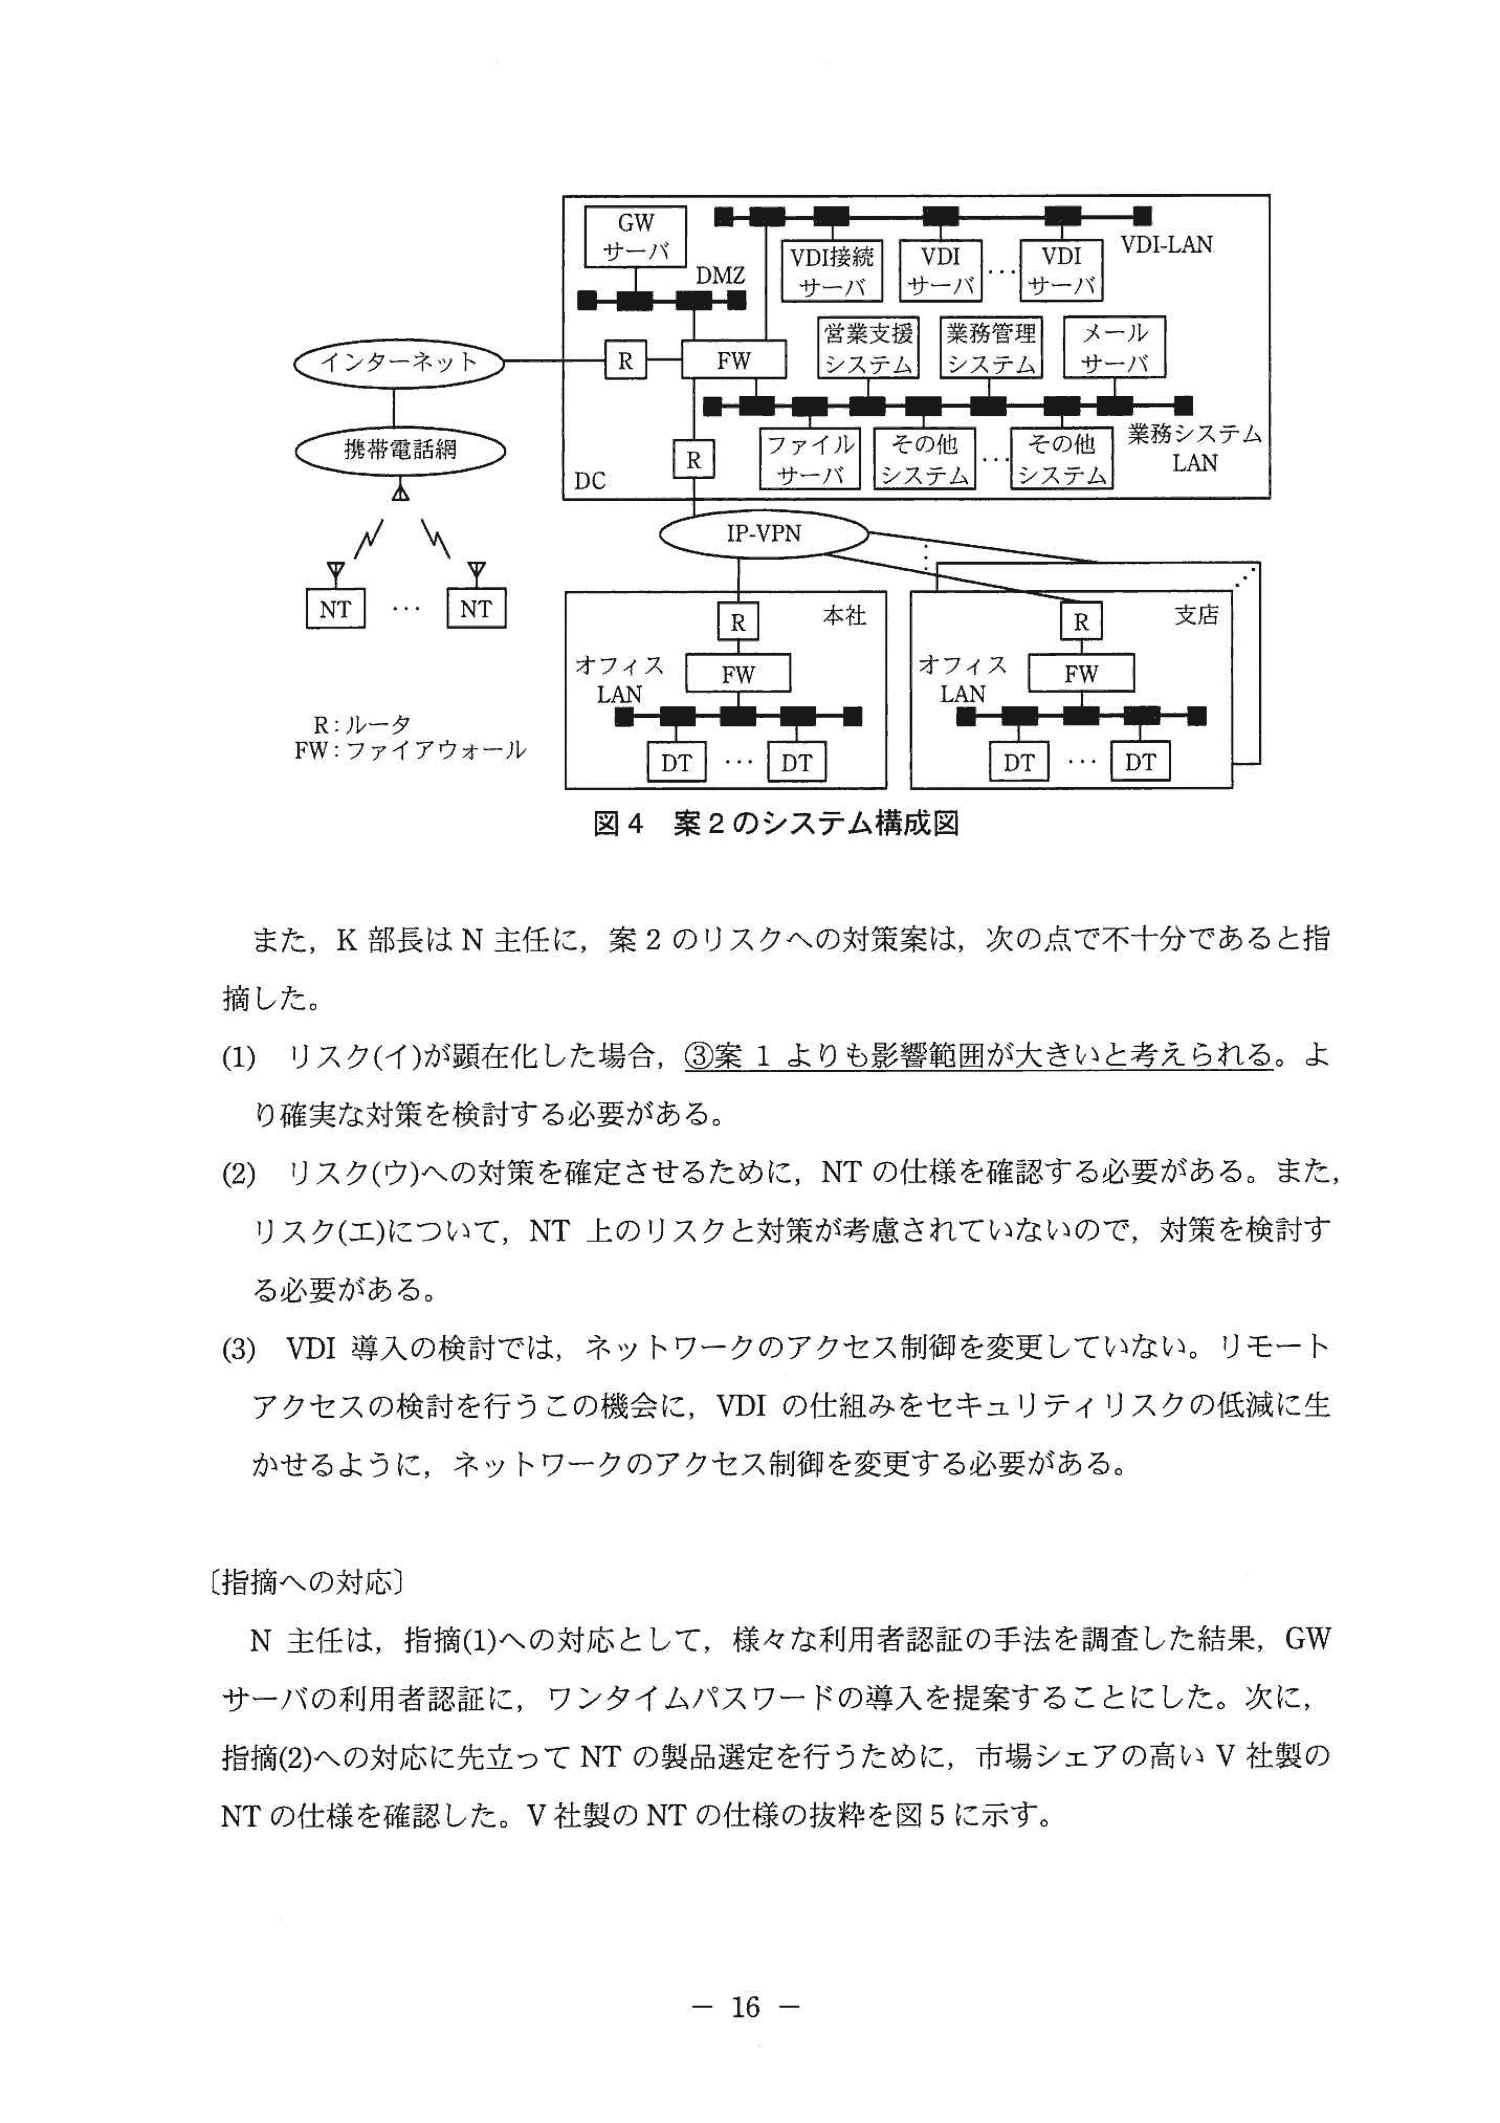 GW
サーバ
DMZ
VDI接続
サーバ
VDI
サーバ
…
VDI
サーバ
VDI-LAN
インターネット
R
FW
営業支援
システム
業務管理
システム
メール
サーバ
携帯電話網
R
ファイル
サーバ
その他
システム
…
その他
システム
業務システム
LAN
DC
IP-VPN
NT … NT
R 本社
オフィス
LAN
FW
DT … DT
R 支店
オフィス
LAN
FW
DT … DT
R：ルータ
FW：ファイアウォール
図4 案2のシステム構成図
また，K 部長は N 主任に，案 2 のリスクへの対策案は，次の点で不十分であると指
摘した。
(1) リスク(イ)が顕在化した場合，③案 1 よりも影響範囲が大きいと考えられる。よ
り確実な対策を検討する必要がある。
(2) リスク(ウ)への対策を確定させるために，NT の仕様を確認する必要がある。また，
リスク(エ)について，NT 上のリスクと対策が考慮されていないので，対策を検討す
る必要がある。
(3) VDI 導入の検討では，ネットワークのアクセス制御を変更していない。リモート
アクセスの検討を行うこの機会に，VDI の仕組みをセキュリティリスクの低減に生
かせるように，ネットワークのアクセス制御を変更する必要がある。
〔指摘への対応〕
N 主任は，指摘(1)への対応として，様々な利用者認証の手法を調査した結果，GW
サーバの利用者認証に，ワンタイムパスワードの導入を提案することにした。次に，
指摘(2)への対応に先立って NT の製品選定を行うために，市場シェアの高い V 社製の
NT の仕様を確認した。V 社製の NT の仕様の抜粋を図 5 に示す。
－ 16 －